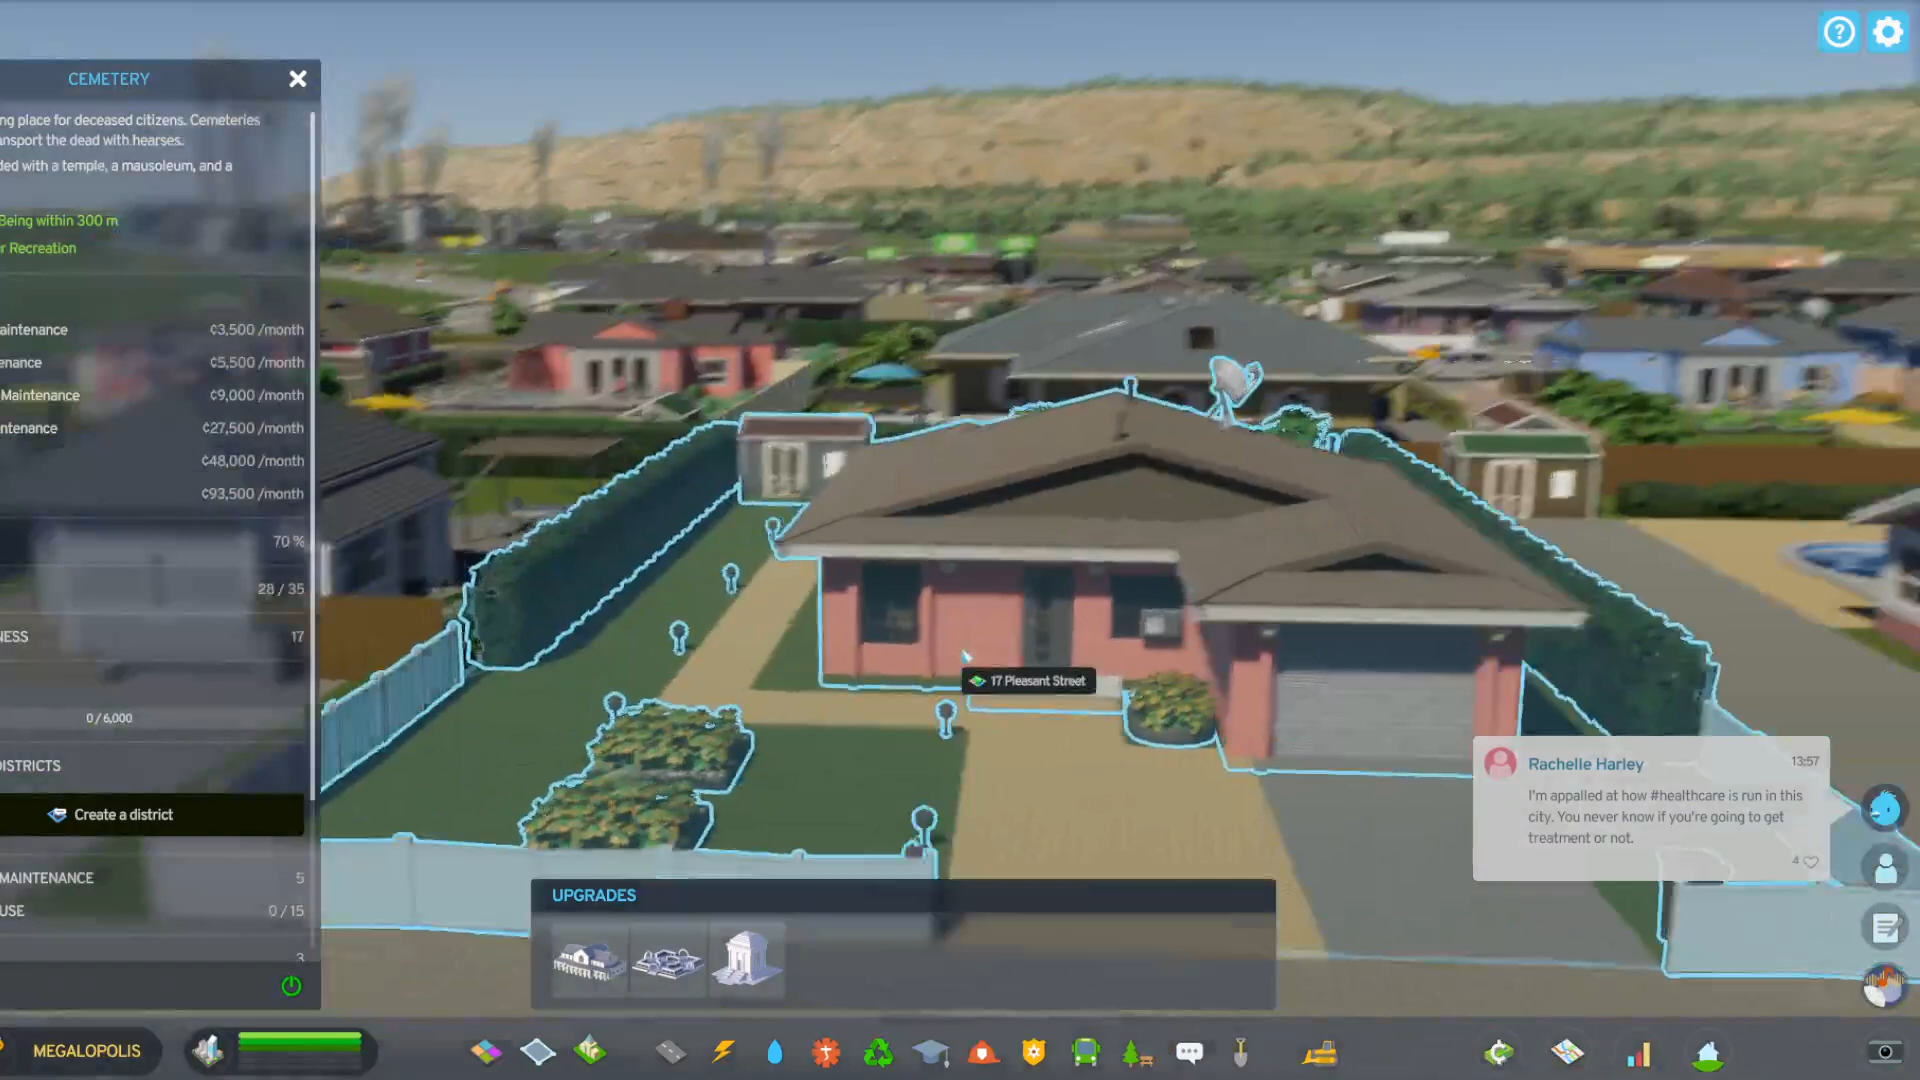 CEMETERY
ng place for deceased citizens. Cemeteries
ansport the dead with hearses.
ded with a temple, a mausoleum, and a
Being within 300 m
r Recreation
aintenance ¢3,500 /month
enance ¢5,500 /month
Maintenance ¢9,000 /month
ntenance ¢27,500 /month
¢48,000 /month
¢93,500 /month
70 %
28 / 35
NESS 17
0 / 6,000
DISTRICTS
Create a district
MAINTENANCE 5
USE 0 / 15
3
17 Pleasant Street
Rachelle Harley 13:57
I'm appalled at how #healthcare is run in this
city. You never know if you're going to get
treatment or not.
4
UPGRADES
MEGALOPOLIS
?